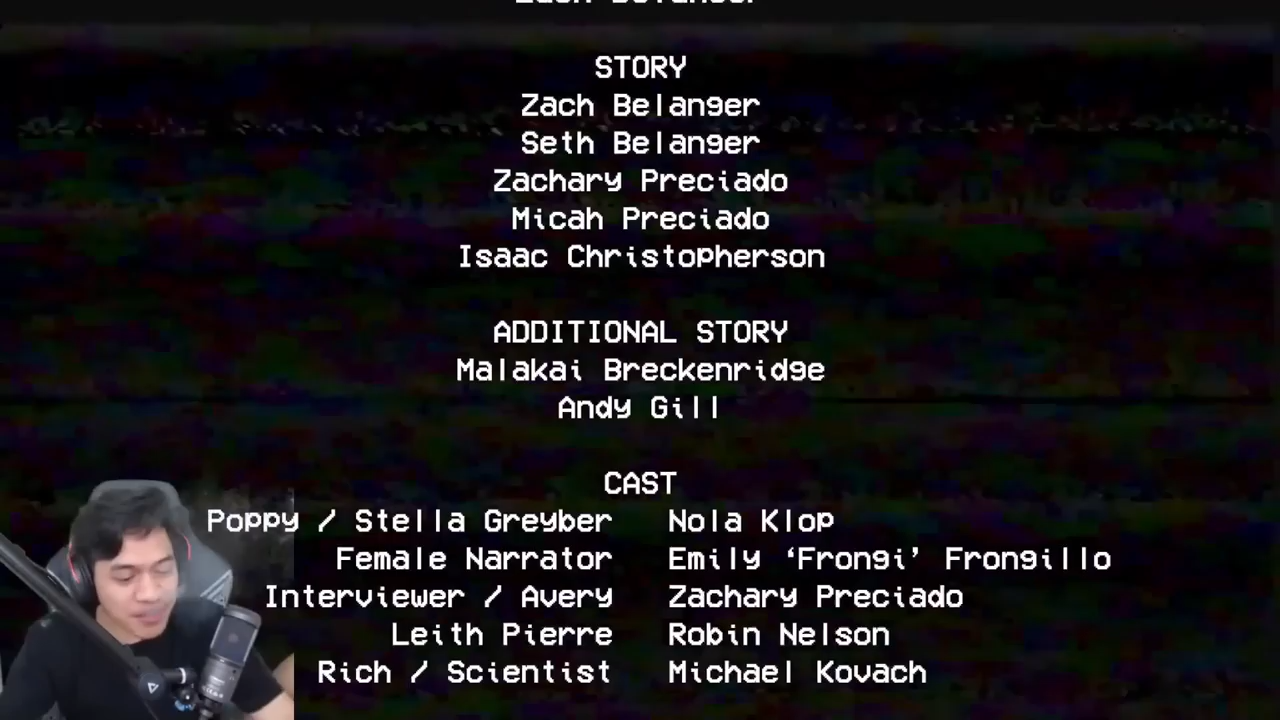 STORY
Zach Belanger
Seth Belanger
Zachary Preciado
Micah Preciado
Isaac Christopherson
ADDITIONAL STORY
Malakai Breckenridge
Andy Gill
CAST
Poppy / Stella Greyber Nola Klop
Female Narrator Emily ‘Frongi’ Frongillo
Interviewer / Avery Zachary Preciado
Leith Pierre Robin Nelson
Rich / Scientist Michael Kovach